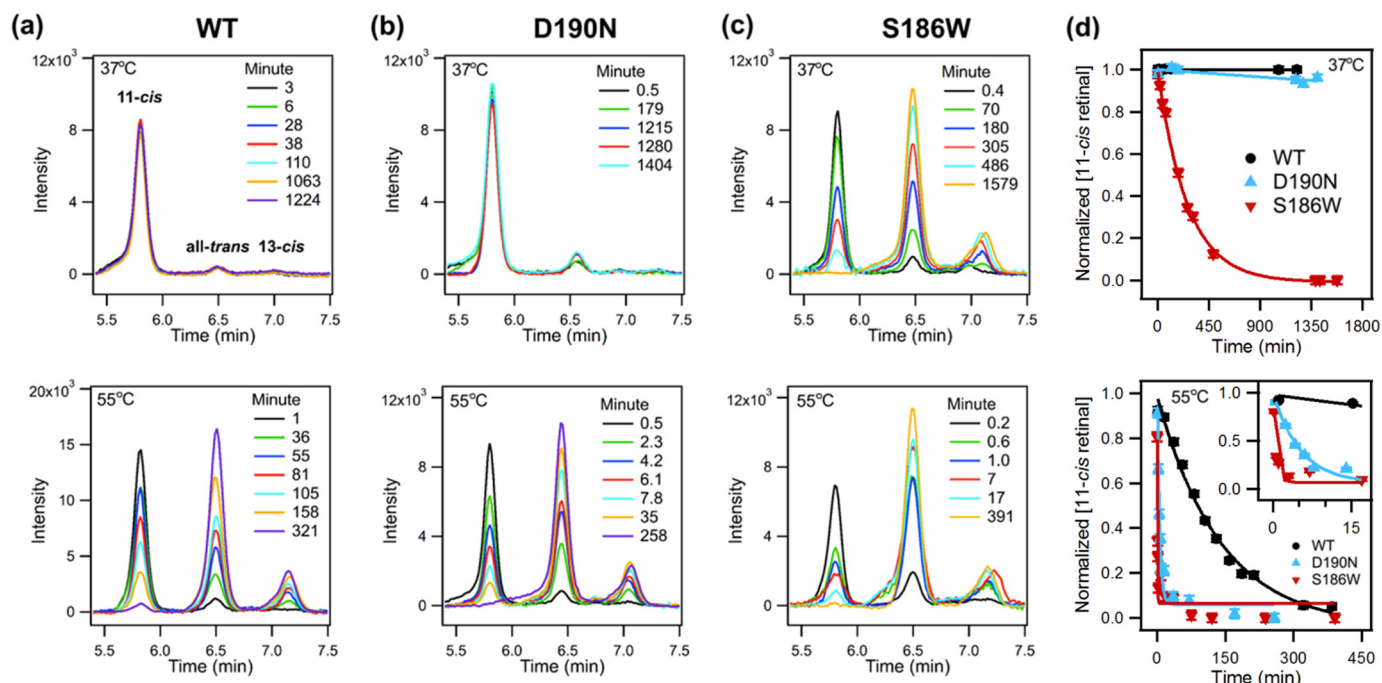 (a) WT (b) D190N (c) S186W (d)
12x10³
37ºC
Minute
3
6
28
38
110
1063
1224
11-cis
all-trans 13-cis
8
4
0
Intensity
5.5 6.0 6.5 7.0 7.5
Time (min)
12x10³
37ºC
Minute
0.5
179
1215
1280
1404
8
4
0
Intensity
5.5 6.0 6.5 7.0 7.5
Time (min)
12x10³
37ºC
Minute
0.4
70
180
305
486
1579
8
4
0
Intensity
5.5 6.0 6.5 7.0 7.5
Time (min)
37ºC
1.0
0.8
0.6
0.4
0.2
0.0
Normalized [11-cis retinal]
WT
D190N
S186W
0 450 900 1350 1800
Time (min)
20x10³
55ºC
Minute
1
36
55
81
105
158
321
15
10
5
0
Intensity
5.5 6.0 6.5 7.0 7.5
Time (min)
12x10³
55ºC
Minute
0.5
2.3
4.2
6.1
7.8
35
258
8
4
0
Intensity
5.5 6.0 6.5 7.0 7.5
Time (min)
12x10³
55ºC
Minute
0.2
0.6
1.0
7
17
391
8
4
0
Intensity
5.5 6.0 6.5 7.0 7.5
Time (min)
55ºC
1.0
0.8
0.6
0.4
0.2
0.0
Normalized [11-cis retinal]
1.0
0.5
0.0
0 15
WT
D190N
S186W
0 150 300 450
Time (min)